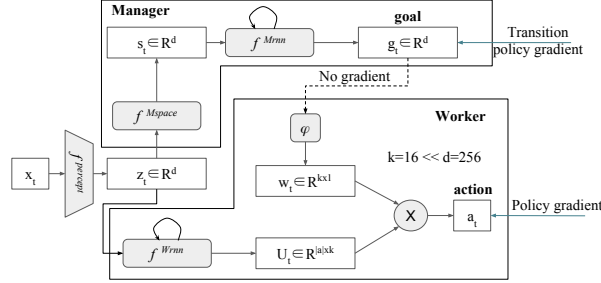 Manager
goal
s_t ∈ R^d
f^Mrnn
g_t ∈ R^d
Transition
policy gradient
No gradient
f^Mspace
Worker
φ
k=16 << d=256
x_t
f^percept
z_t ∈ R^d
w_t ∈ R^kx1
action
X
a_t
Policy gradient
f^Wrnn
U_t ∈ R^|a|xk